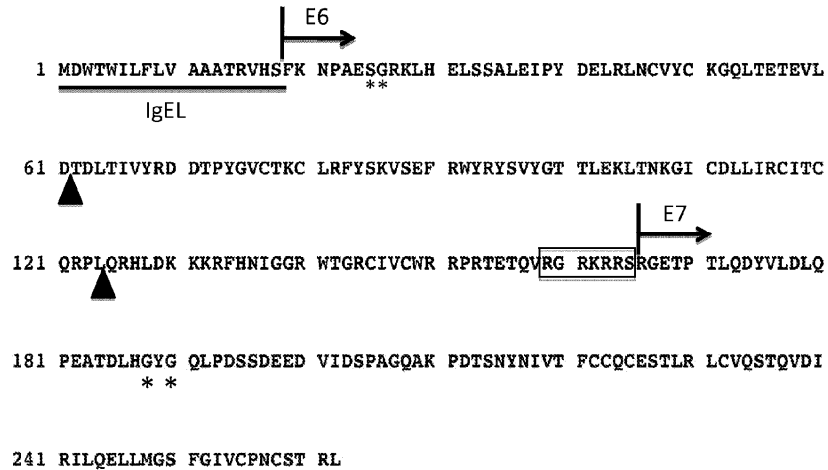 E6
1 MDWTWILFLV AAATRVHSFK NPAESGRKLH ELSSALEIPY DELRLNCVYC KGQLTETEVL
**
IgEL
61 DTDLTIVYRD DTPYGVCTKC LRFYSKVSEF RWYRYSVYGT TLEKLTNKGI CDLLIRCITC
E7
121 QRPLQRHLDK KKRFHNIGGR WTGRCIVCWR RPRTETQVRG RKRRSRGETP TLQDYVLDLQ
181 PEATDLHGYG QLPDSSDEED VIDSPAGQAK PDTSNYNIVT FCCQCESTLR LCVQSTQVDI
* *
241 RILQELLMGS FGIVCPNCST RL